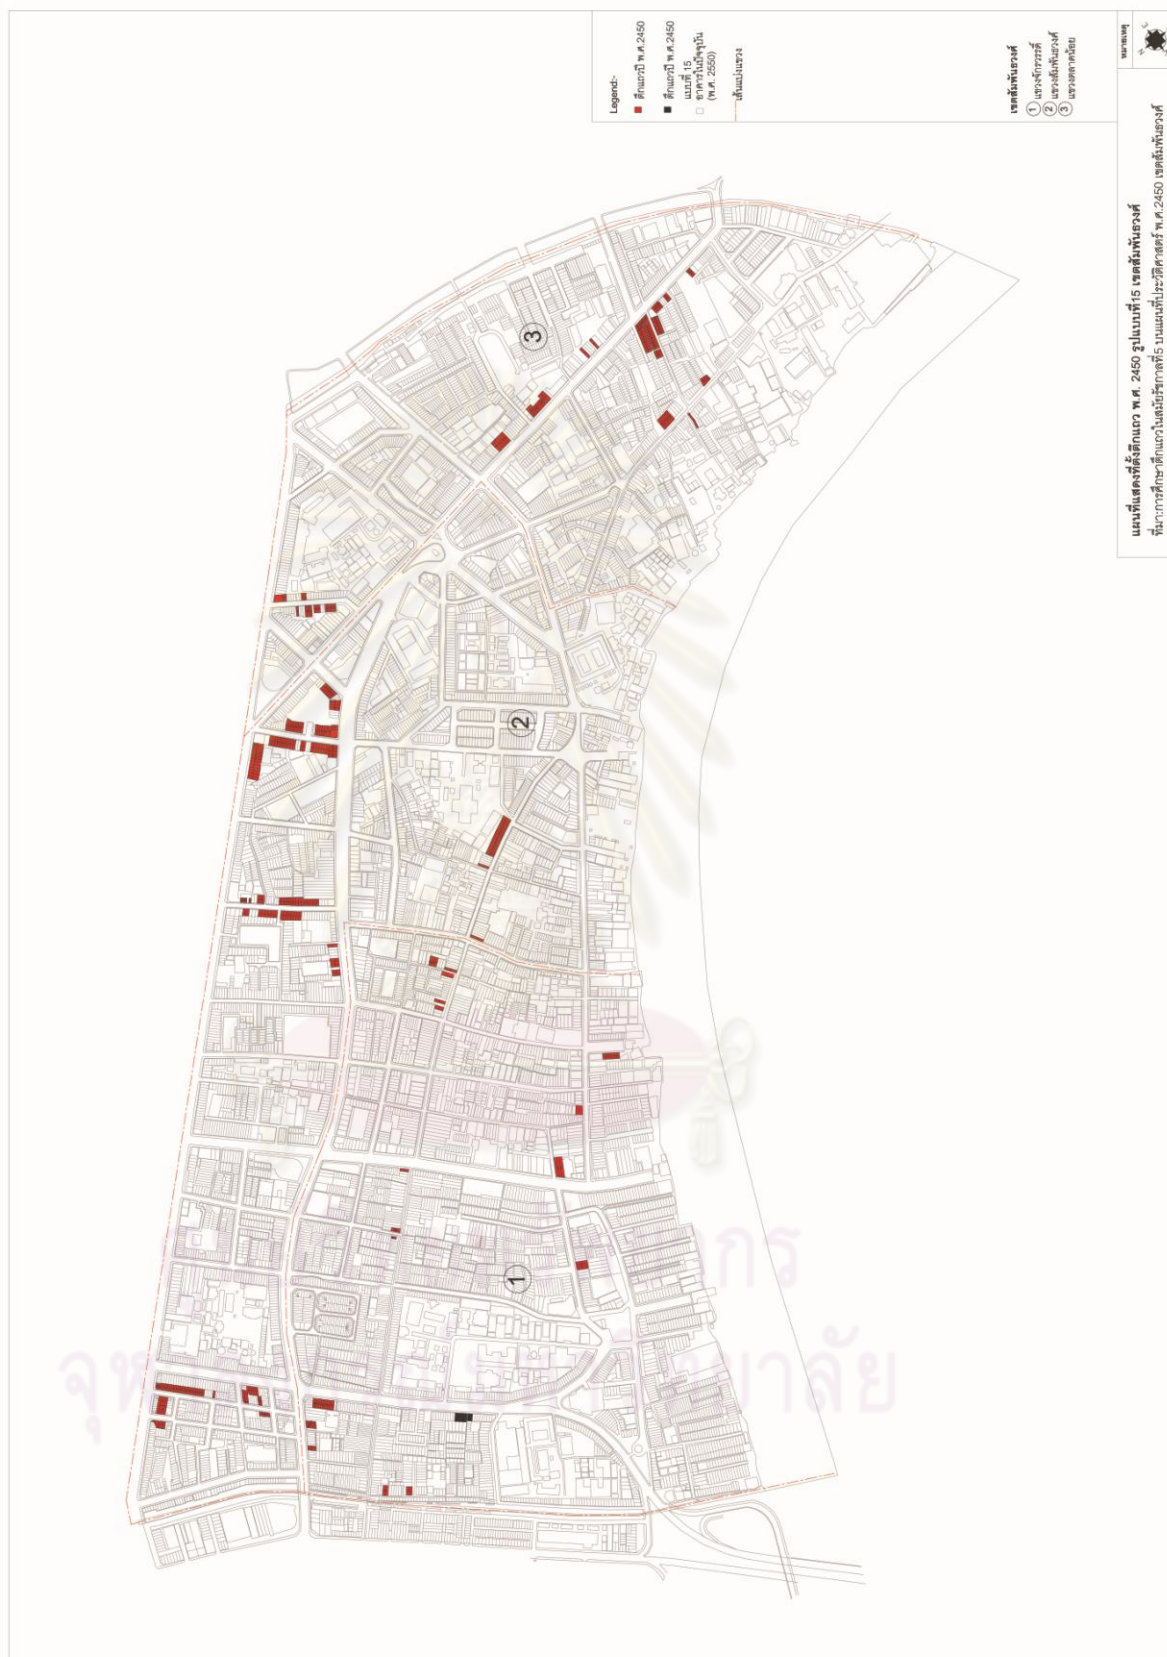 Legend:-
ตึกแถวปี พ.ศ.2450
ตึกแถวปี พ.ศ.2450
แบบที่ 15
อาคารในปัจจุบัน
(พ.ศ. 2550)
เส้นแบ่งแขวง
เขตสัมพันธวงศ์
1 แขวงจักรวรรดิ์
2 แขวงสัมพันธวงศ์
3 แขวงตลาดน้อย
หมายเหตุ
N
S
แผนที่แสดงที่ตั้งตึกแถว พ.ศ. 2450 รูปแบบที่15 เขตสัมพันธวงศ์
ที่มา:การศึกษาตึกแถวในสมัยรัชกาลที่5 บนแผนที่ประวัติศาสตร์ พ.ศ.2450 เขตสัมพันธวงศ์
1
2
3